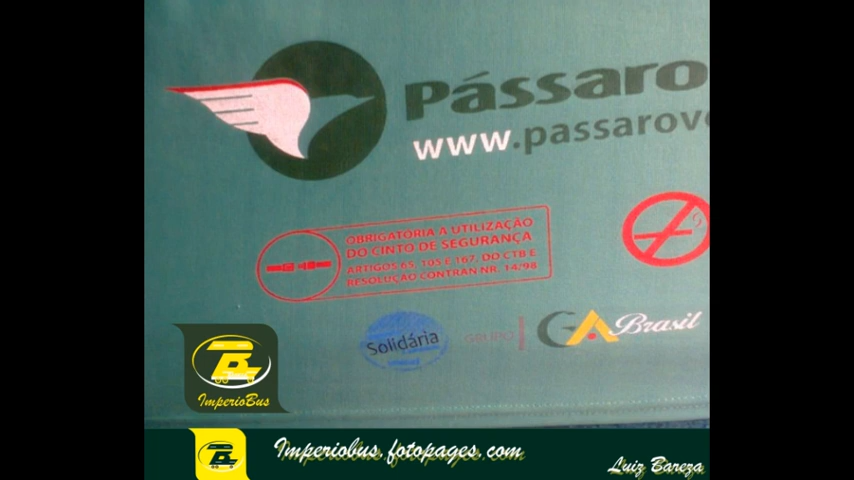 Pássaro
www.passarov
OBRIGATÓRIA A UTILIZAÇÃO
DO CINTO DE SEGURANÇA
ARTIGOS 65, 105 E 167, DO CTB E
RESOLUÇÃO CONTRAN NR. 14/98
Solidária
GRUPO
GA Brasil
ImperioBus
Imperiobus.fotopages.com
Luiz Bareza